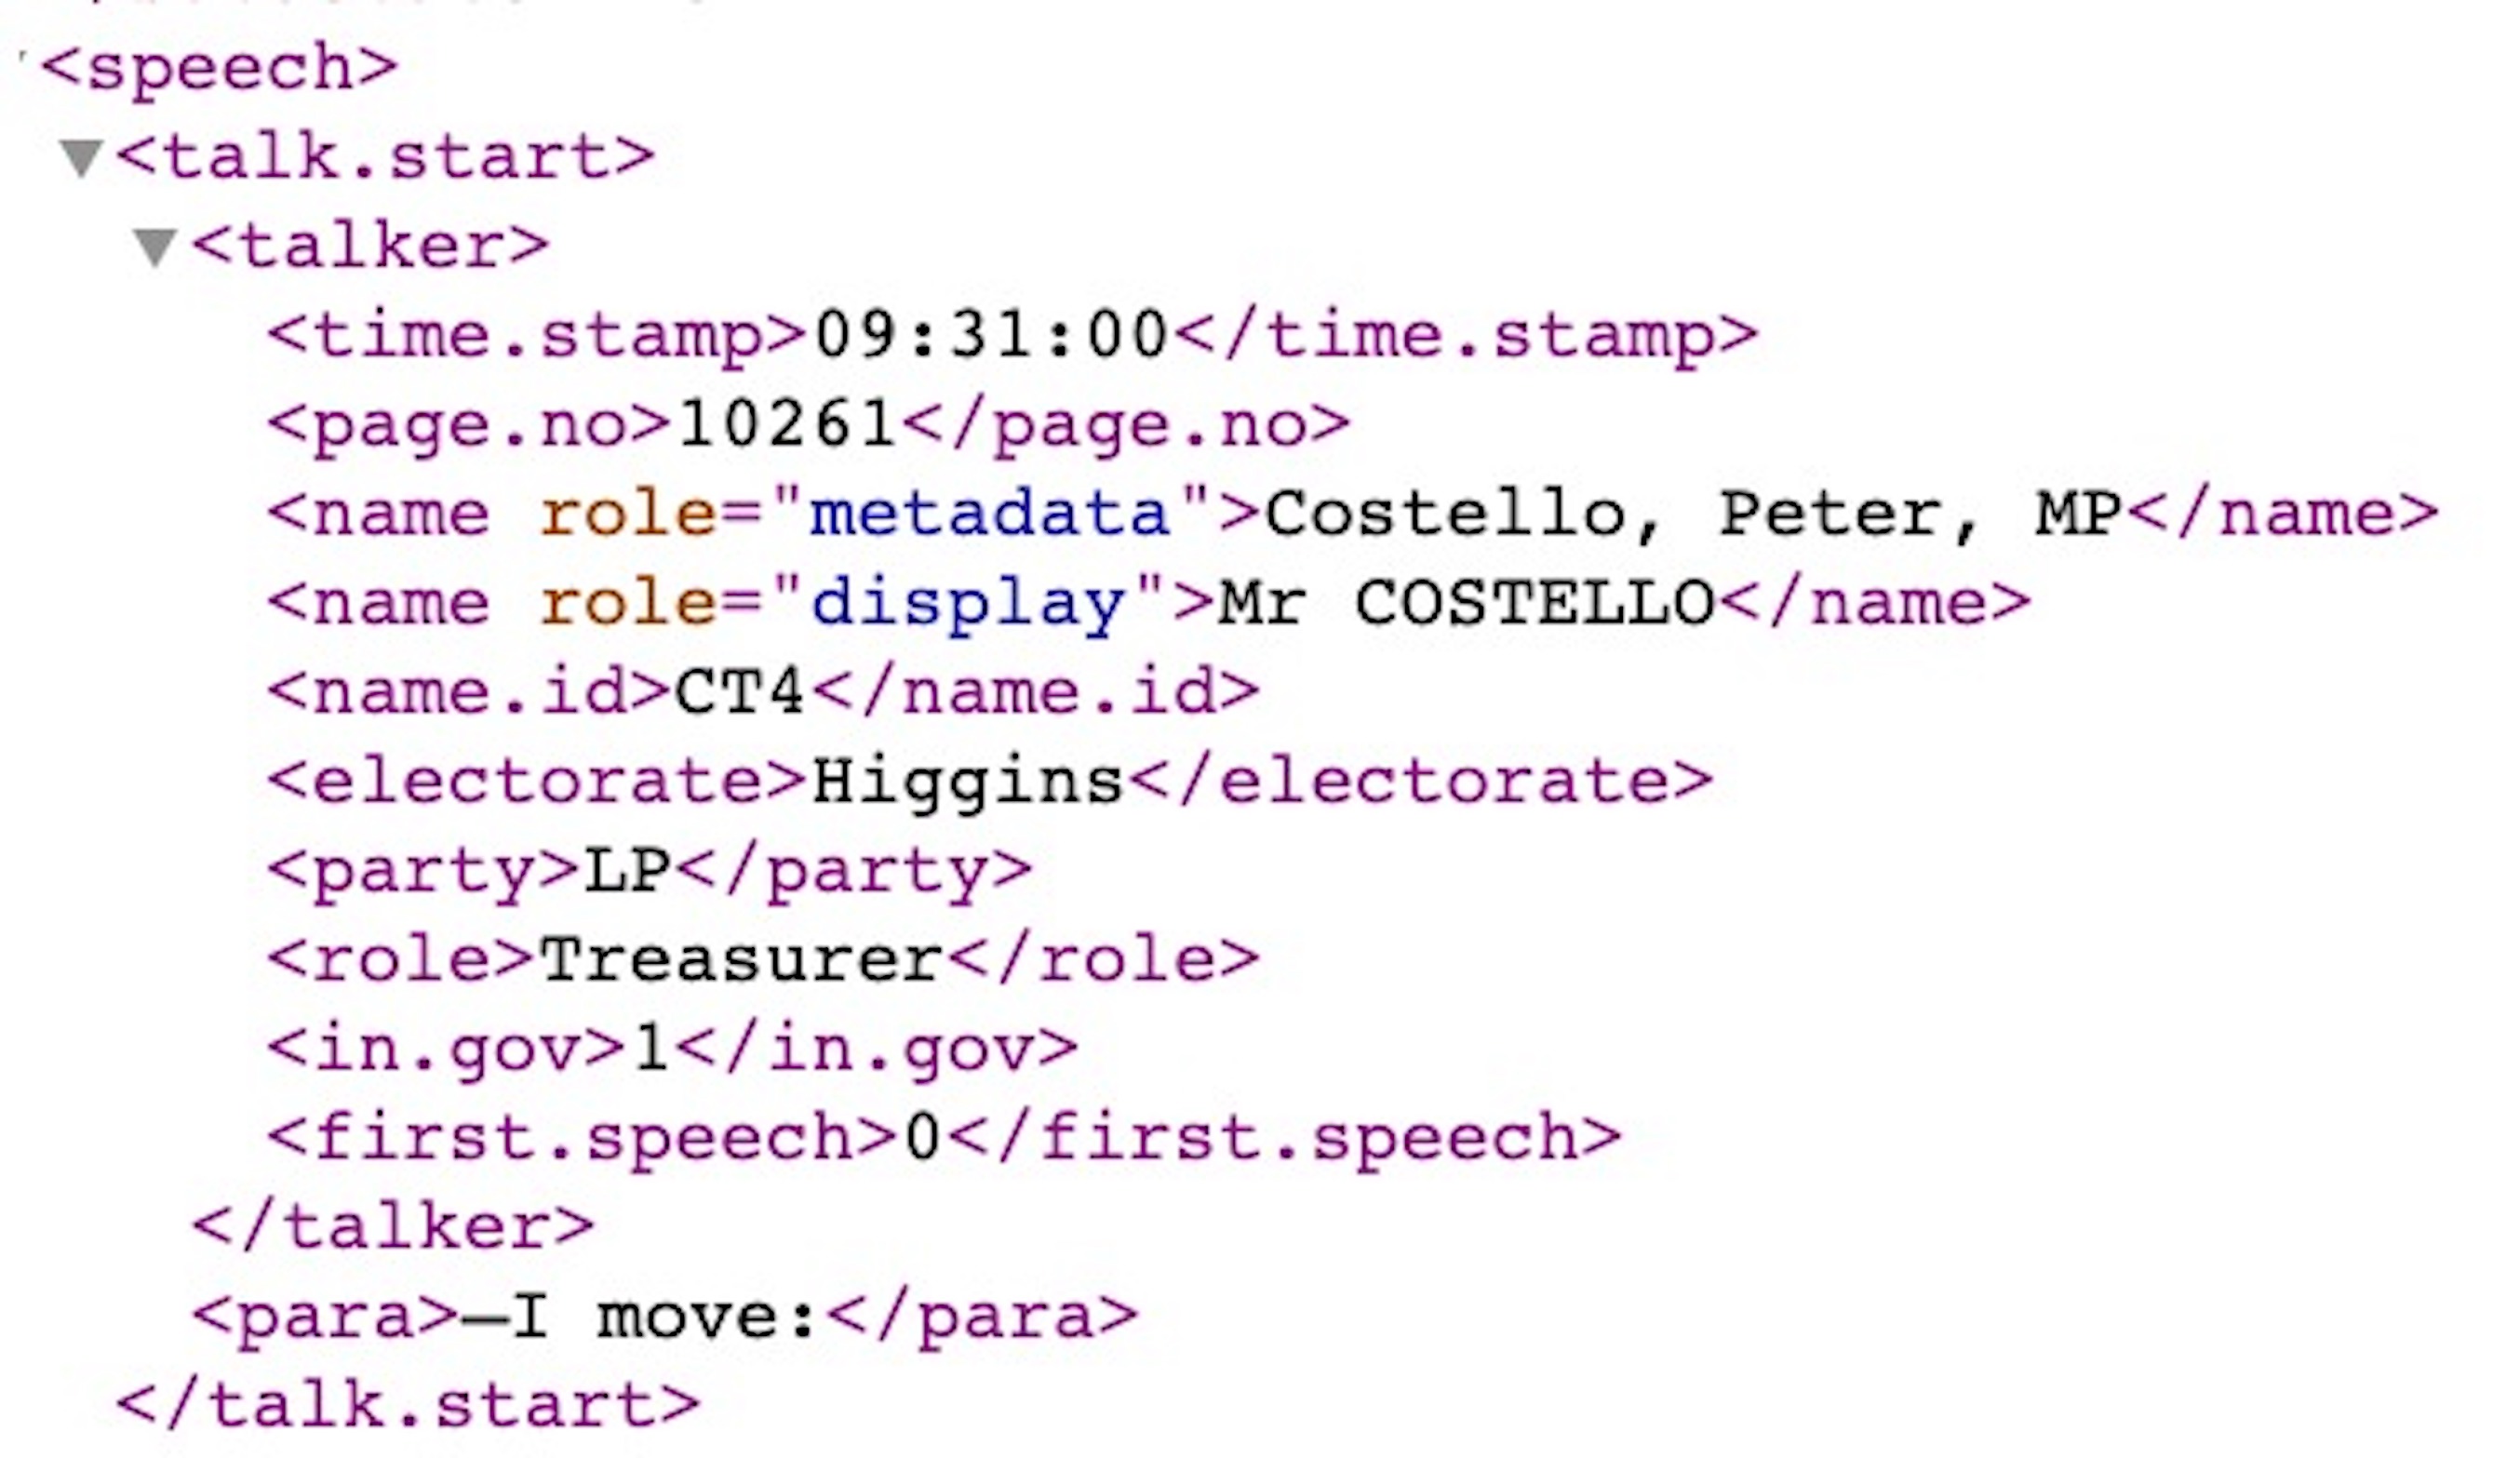 <speech>
<talk.start>
<talker>
<time.stamp>09:31:00</time.stamp>
<page.no>10261</page.no>
<name role="metadata">Costello, Peter, MP</name>
<name role="display">Mr COSTELLO</name>
<name.id>CT4</name.id>
<electorate>Higgins</electorate>
<party>LP</party>
<role>Treasurer</role>
<in.gov>1</in.gov>
<first.speech>0</first.speech>
</talker>
<para>—I move:</para>
</talk.start>